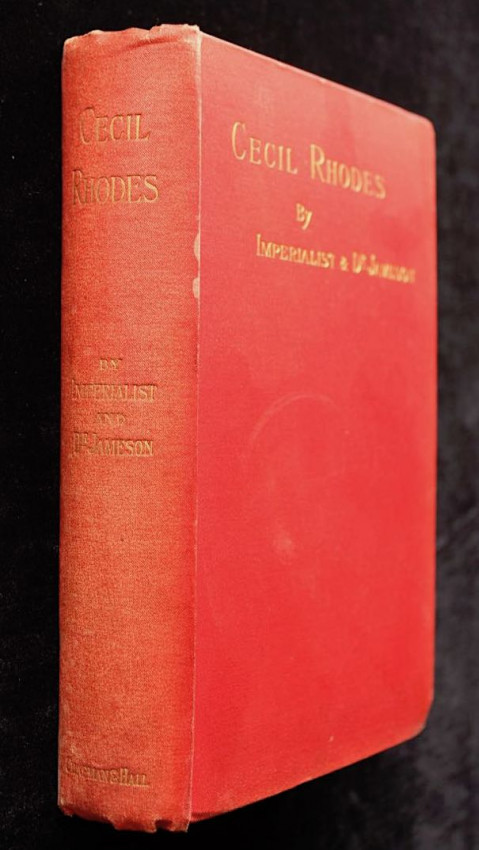 CECIL
RHODES
BY
IMPERIALIST
AND
DR. JAMESON
CHAPMAN & HALL
CECIL RHODES
By
IMPERIALIST & DR. JAMESON